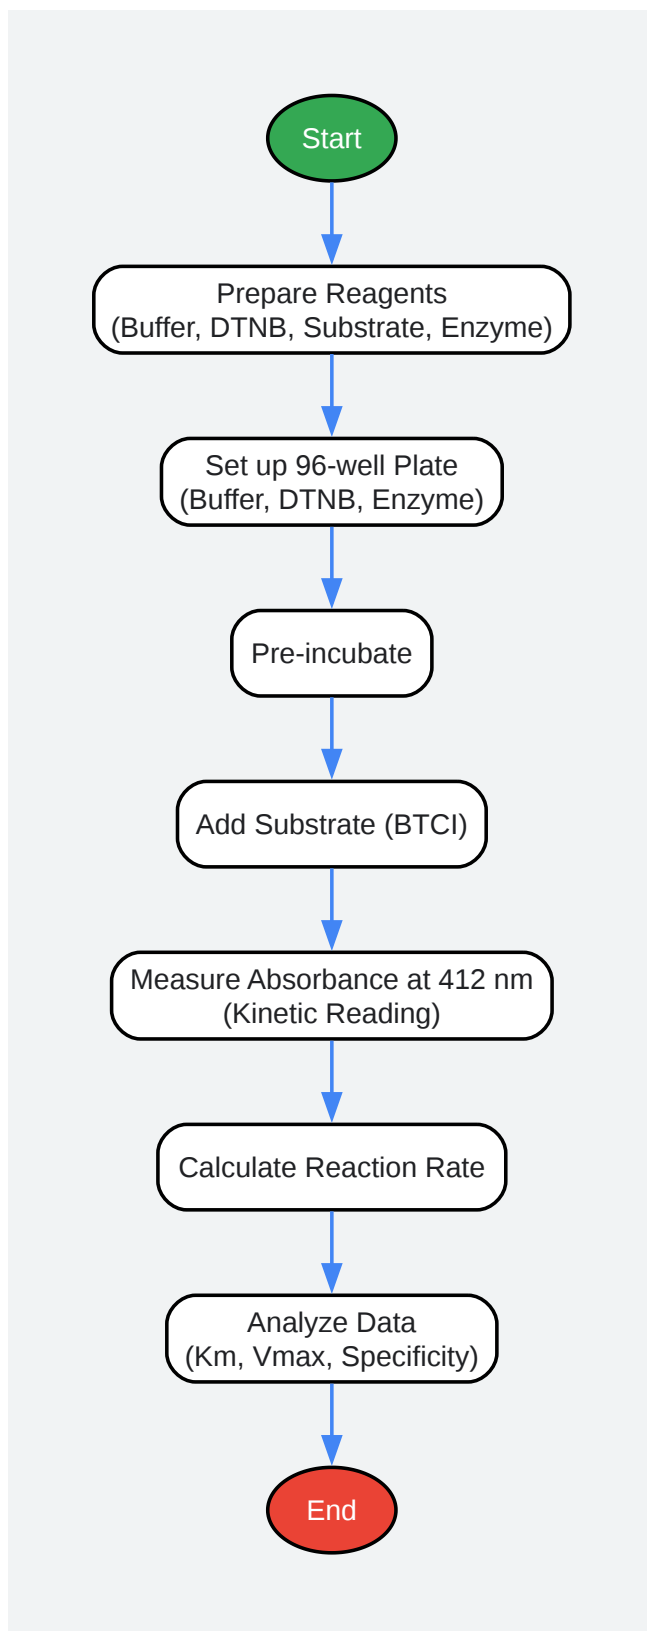 Start
Prepare Reagents
(Buffer, DTNB, Substrate, Enzyme)
Set up 96-well Plate
(Buffer, DTNB, Enzyme)
Pre-incubate
Add Substrate (BTCI)
Measure Absorbance at 412 nm
(Kinetic Reading)
Calculate Reaction Rate
Analyze Data
(Km, Vmax, Specificity)
End